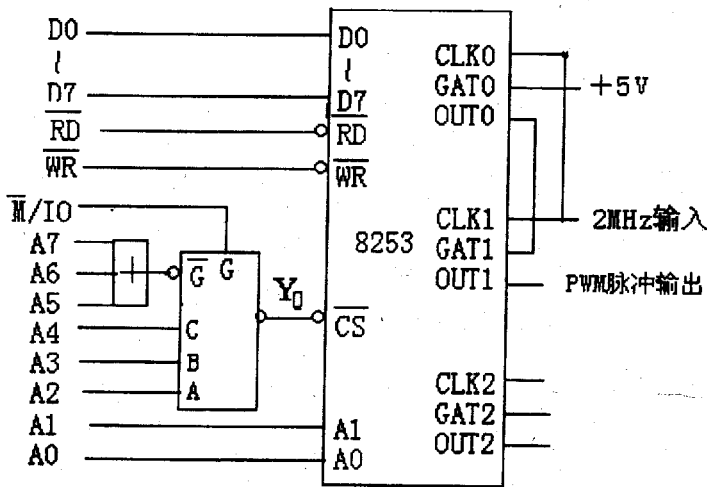 D0
~
D7
RD
WR
M/IO
A7
A6
A5
A4
A3
A2
A1
A0
+
G
G
C
B
A
Y0
D0
~
D7
RD
WR
8253
CS
A1
A0
CLK0
GAT0
OUT0
CLK1
GAT1
OUT1
CLK2
GAT2
OUT2
+5V
2MHz输入
PWM脉冲输出